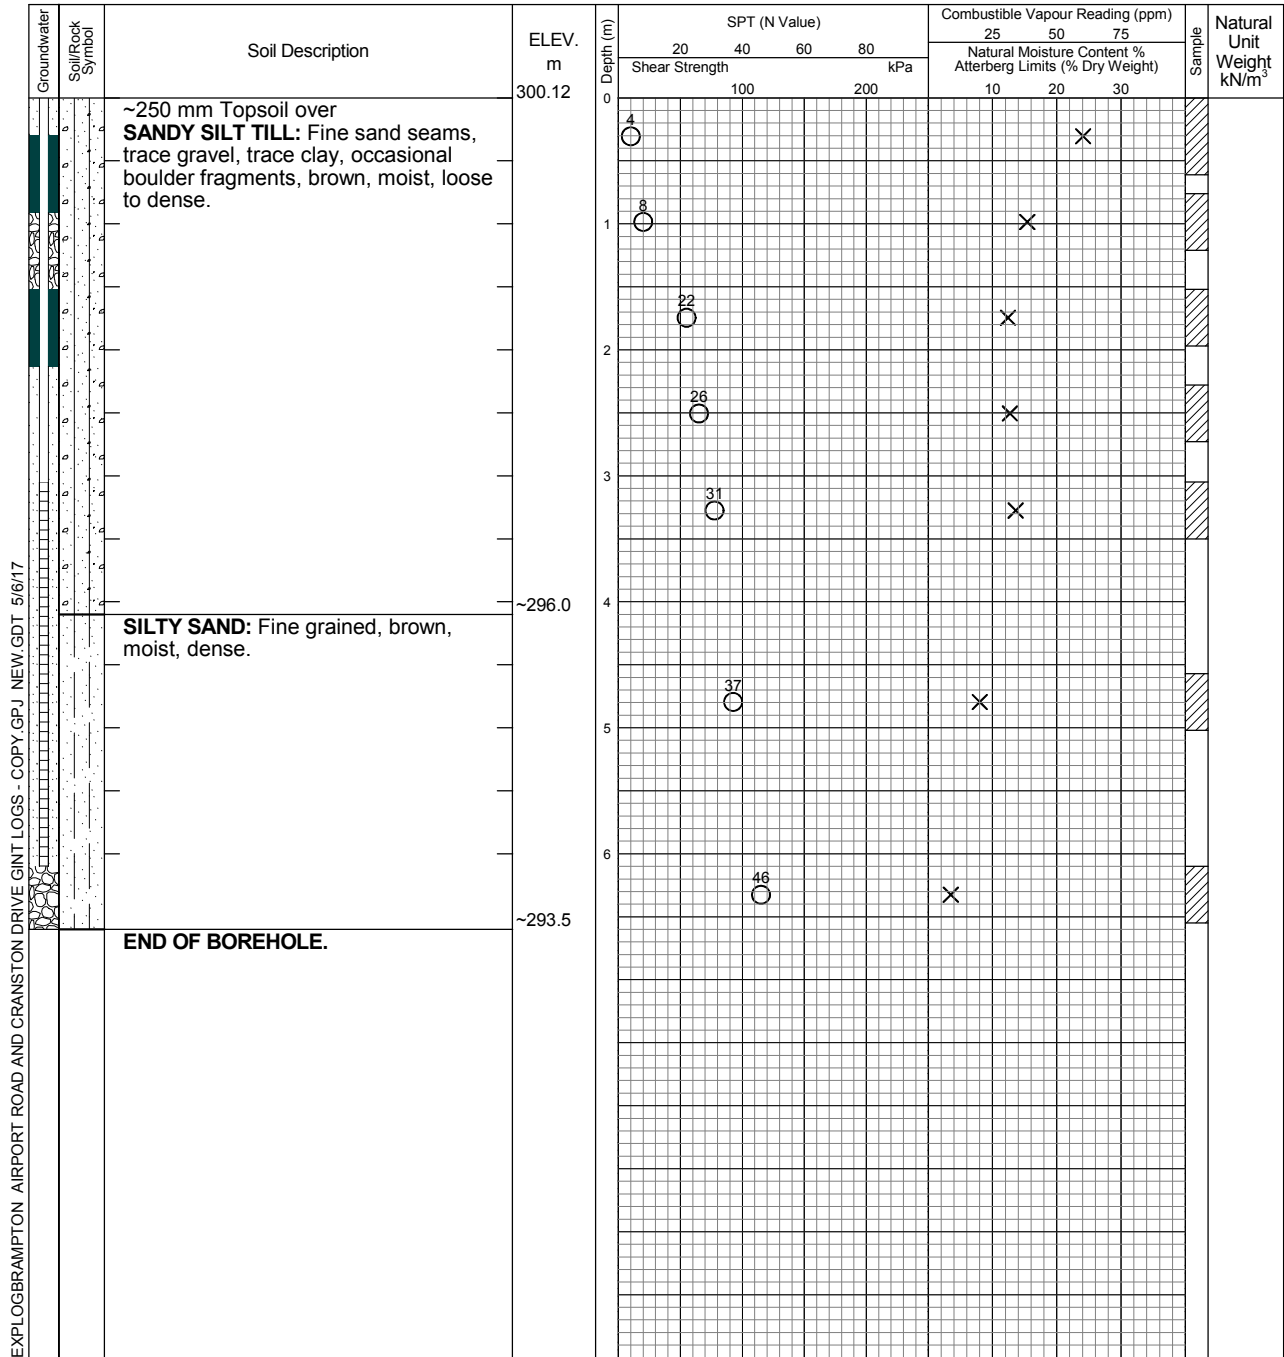 Groundwater
Soil/Rock
Symbol
Soil Description
ELEV.
m
300.12
Depth (m)
SPT (N Value)
20 40 60 80
Shear Strength kPa
100 200
Combustible Vapour Reading (ppm)
25 50 75
Natural Moisture Content %
Atterberg Limits (% Dry Weight)
10 20 30
Sample
Natural
Unit
Weight
kN/m³
0
~250 mm Topsoil over
SANDY SILT TILL: Fine sand seams,
trace gravel, trace clay, occasional
boulder fragments, brown, moist, loose
to dense.
4
8
1
22
2
26
3
31
~296.0
4
SILTY SAND: Fine grained, brown,
moist, dense.
37
5
6
46
~293.5
END OF BOREHOLE.
EXPLOGBRAMPTON AIRPORT ROAD AND CRANSTON DRIVE GINT LOGS - COPY.GPJ NEW.GDT 5/6/17